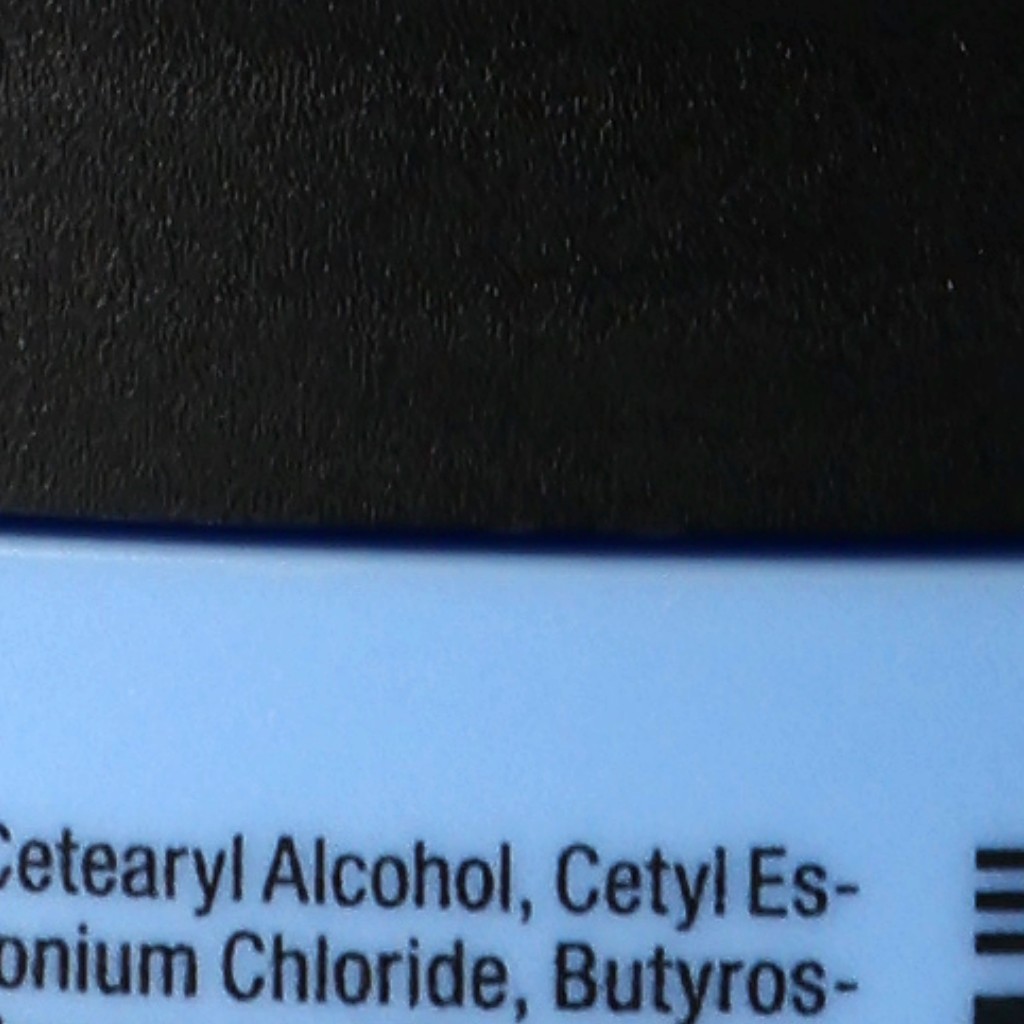 Cetearyl Alcohol, Cetyl Es-
onium Chloride, Butyros-